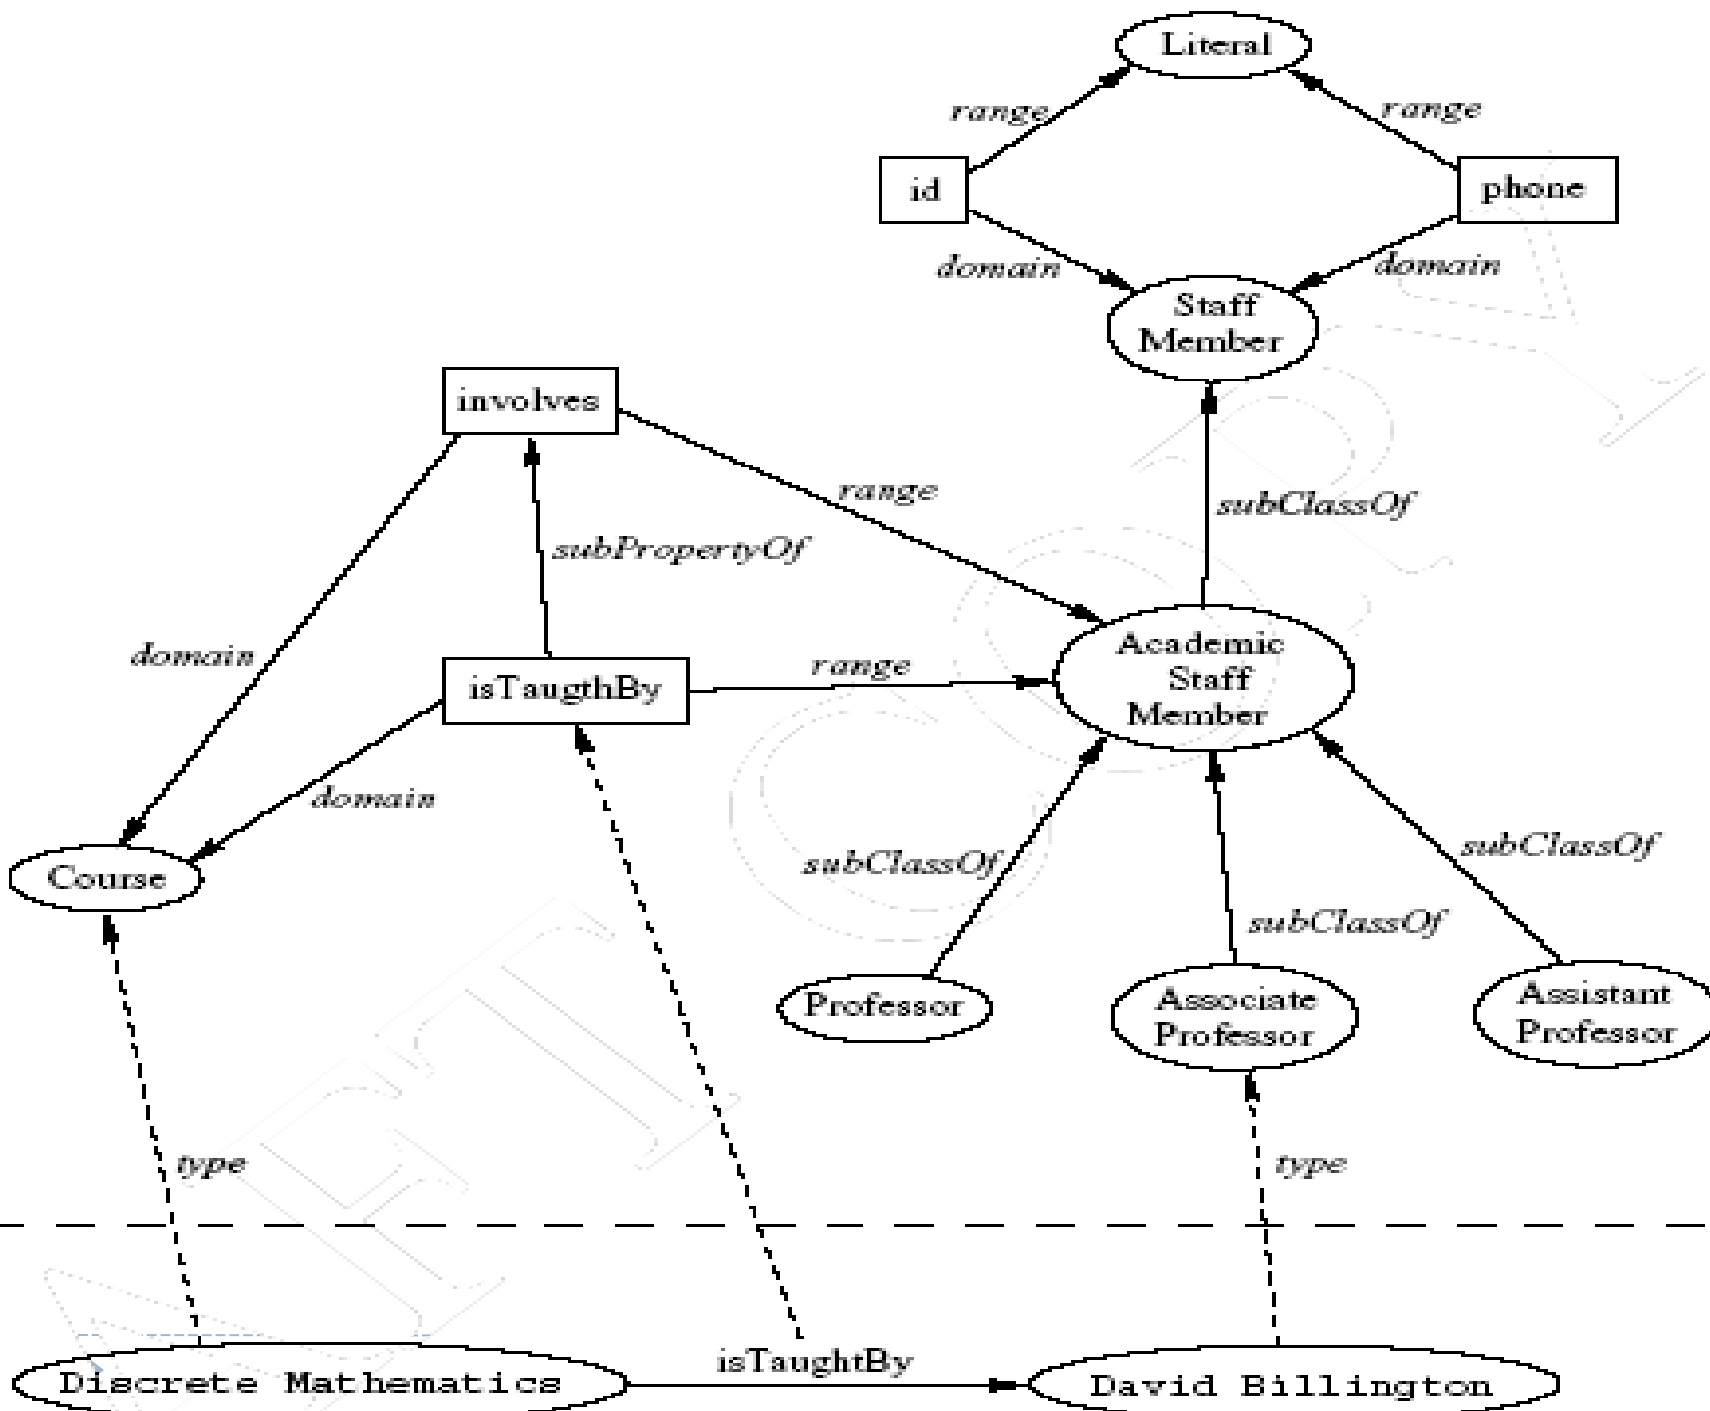 Literal
range
range
id
phone
domain
domain
Staff
Member
involves
range
subClassOf
subPropertyOf
domain
range
Academic
Staff
Member
isTaugthBy
domain
subClassOf
subClassOf
Course
subClassOf
Professor
Associate
Professor
Assistant
Professor
type
type
isTaughtBy
Discrete Mathematics
David Billington